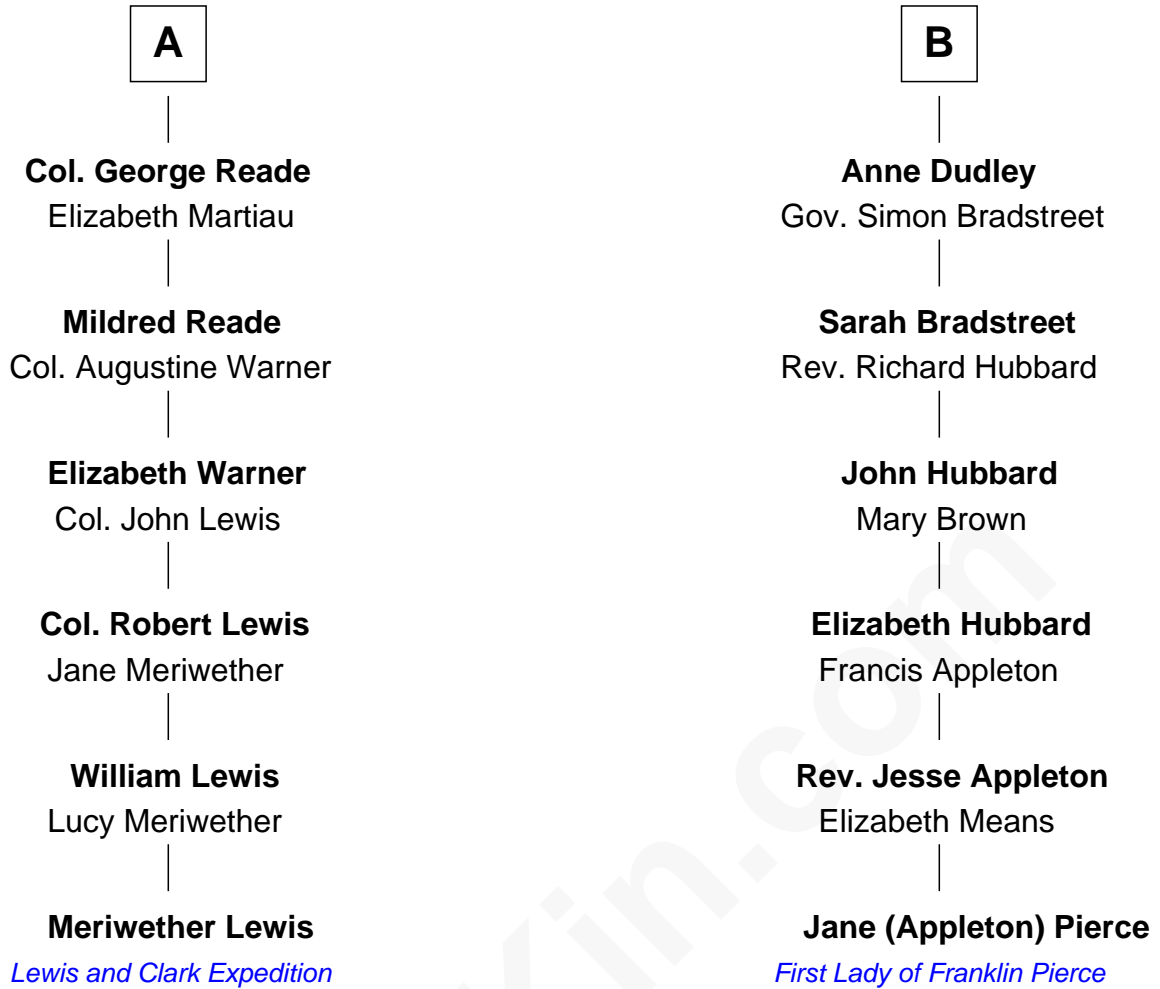 A
Col. George Reade
Elizabeth Martiau
Mildred Reade
Col. Augustine Warner
Elizabeth Warner
Col. John Lewis
Col. Robert Lewis
Jane Meriwether
William Lewis
Lucy Meriwether
Meriwether Lewis
Lewis and Clark Expedition
B
Anne Dudley
Gov. Simon Bradstreet
Sarah Bradstreet
Rev. Richard Hubbard
John Hubbard
Mary Brown
Elizabeth Hubbard
Francis Appleton
Rev. Jesse Appleton
Elizabeth Means
Jane (Appleton) Pierce
First Lady of Franklin Pierce
Kin.com